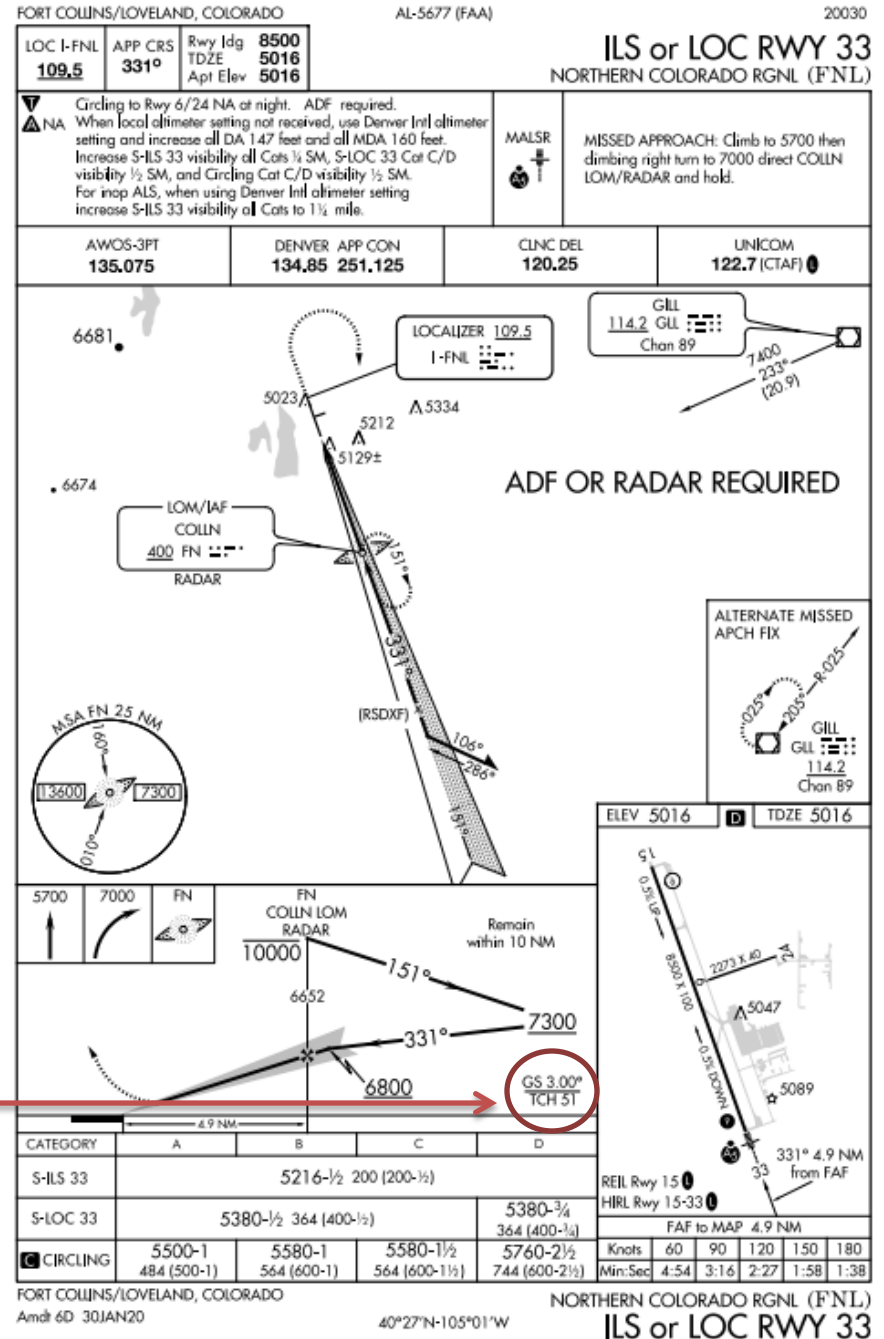 FORT COLLINS/LOVELAND, COLORADO
AL-5677 (FAA)
20030
LOC I-FNL
109.5
APP CRS
331°
Rwy ldg 8500
TDZE 5016
Apt Elev 5016
ILS or LOC RWY 33
NORTHERN COLORADO RGNL (FNL)
T Circling to Rwy 6/24 NA at night. ADF required.
A NA When local altimeter setting not received, use Denver Intl altimeter
setting and increase all DA 147 feet and all MDA 160 feet.
Increase S-ILS 33 visibility all Cats ¼ SM, S-LOC 33 Cat C/D
visibility ½ SM, and Circling Cat C/D visibility ½ SM.
For inop ALS, when using Denver Intl altimeter setting
increase S-ILS 33 visibility all Cats to 1¼ mile.
MALSR
MISSED APPROACH: Climb to 5700 then
climbing right turn to 7000 direct COLLN
LOM/RADAR and hold.
AWOS-3PT
135.075
DENVER APP CON
134.85 251.125
CLNC DEL
120.25
UNICOM
122.7 (CTAF) L
6681
LOCALIZER 109.5
I-FNL
GILL
114.2 GLL
Chan 89
7400
233°
(20.9)
5023
5334
5212
5129±
6674
ADF OR RADAR REQUIRED
LOM/IAF
COLLN
400 FN
RADAR
151°
331°
(RSDXF)
106°
286°
151°
MSA FN 25 NM
160°
13600
7300
010°
ALTERNATE MISSED
APCH FIX
R-025
025°
205°
GILL
GLL
114.2
Chan 89
ELEV 5016
D
TDZE 5016
15
0.5% UP
8500 X 100
2273 X 40
24
5047
0.5% DOWN
5089
33
331° 4.9 NM
from FAF
REIL Rwy 15 L
HIRL Rwy 15-33 L
5700
7000
FN
FN
COLLN LOM
RADAR
10000
Remain
within 10 NM
151°
6652
7300
331°
6800
GS 3.00°
TCH 51
4.9 NM
CATEGORY A B C D
S-ILS 33 5216-½ 200 (200-½)
S-LOC 33 5380-½ 364 (400-½) 5380-¾ 364 (400-¾)
C CIRCLING 5500-1 5580-1 5580-1½ 5760-2½
484 (500-1) 564 (600-1) 564 (600-1½) 744 (600-2½)
FAF to MAP 4.9 NM
Knots 60 90 120 150 180
Min:Sec 4:54 3:16 2:27 1:58 1:38
FORT COLLINS/LOVELAND, COLORADO
Amdt 6D 30JAN20
40°27'N-105°01'W
NORTHERN COLORADO RGNL (FNL)
ILS or LOC RWY 33